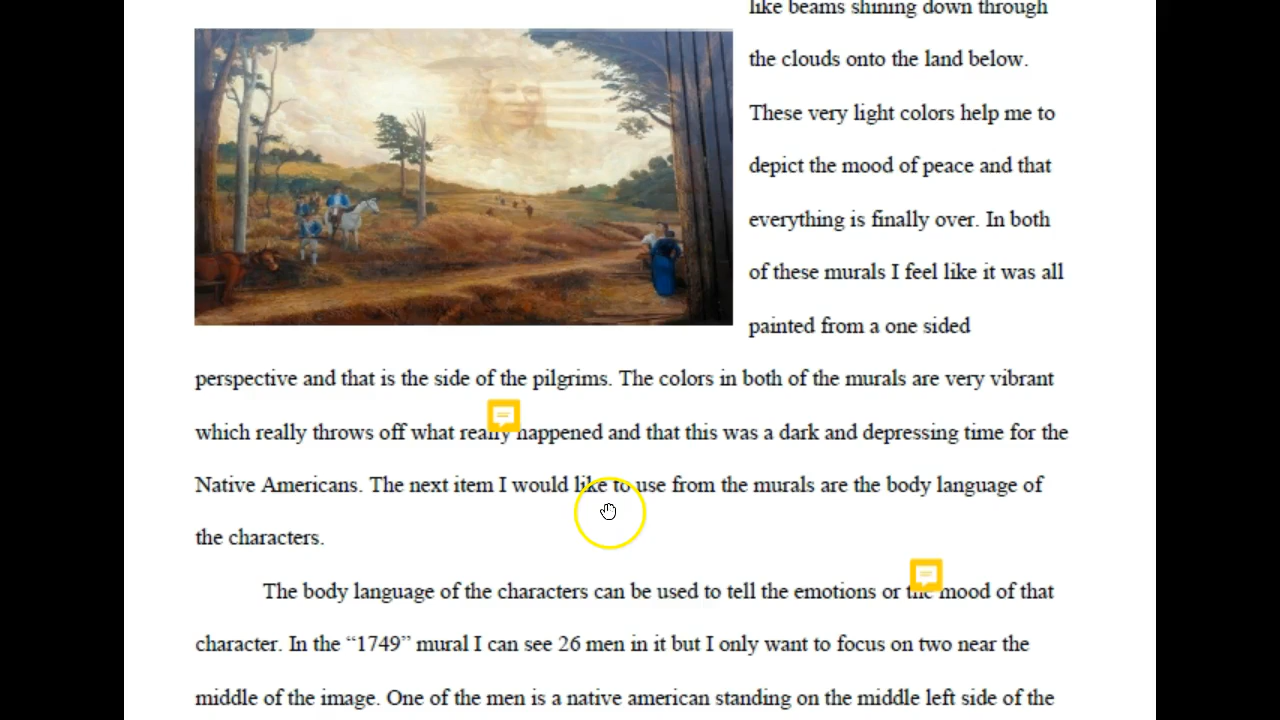 like beams shining down through
the clouds onto the land below.
These very light colors help me to
depict the mood of peace and that
everything is finally over. In both
of these murals I feel like it was all
painted from a one sided
perspective and that is the side of the pilgrims. The colors in both of the murals are very vibrant
which really throws off what really happened and that this was a dark and depressing time for the
Native Americans. The next item I would like to use from the murals are the body language of
the characters.
The body language of the characters can be used to tell the emotions or the mood of that
character. In the “1749” mural I can see 26 men in it but I only want to focus on two near the
middle of the image. One of the men is a native american standing on the middle left side of the